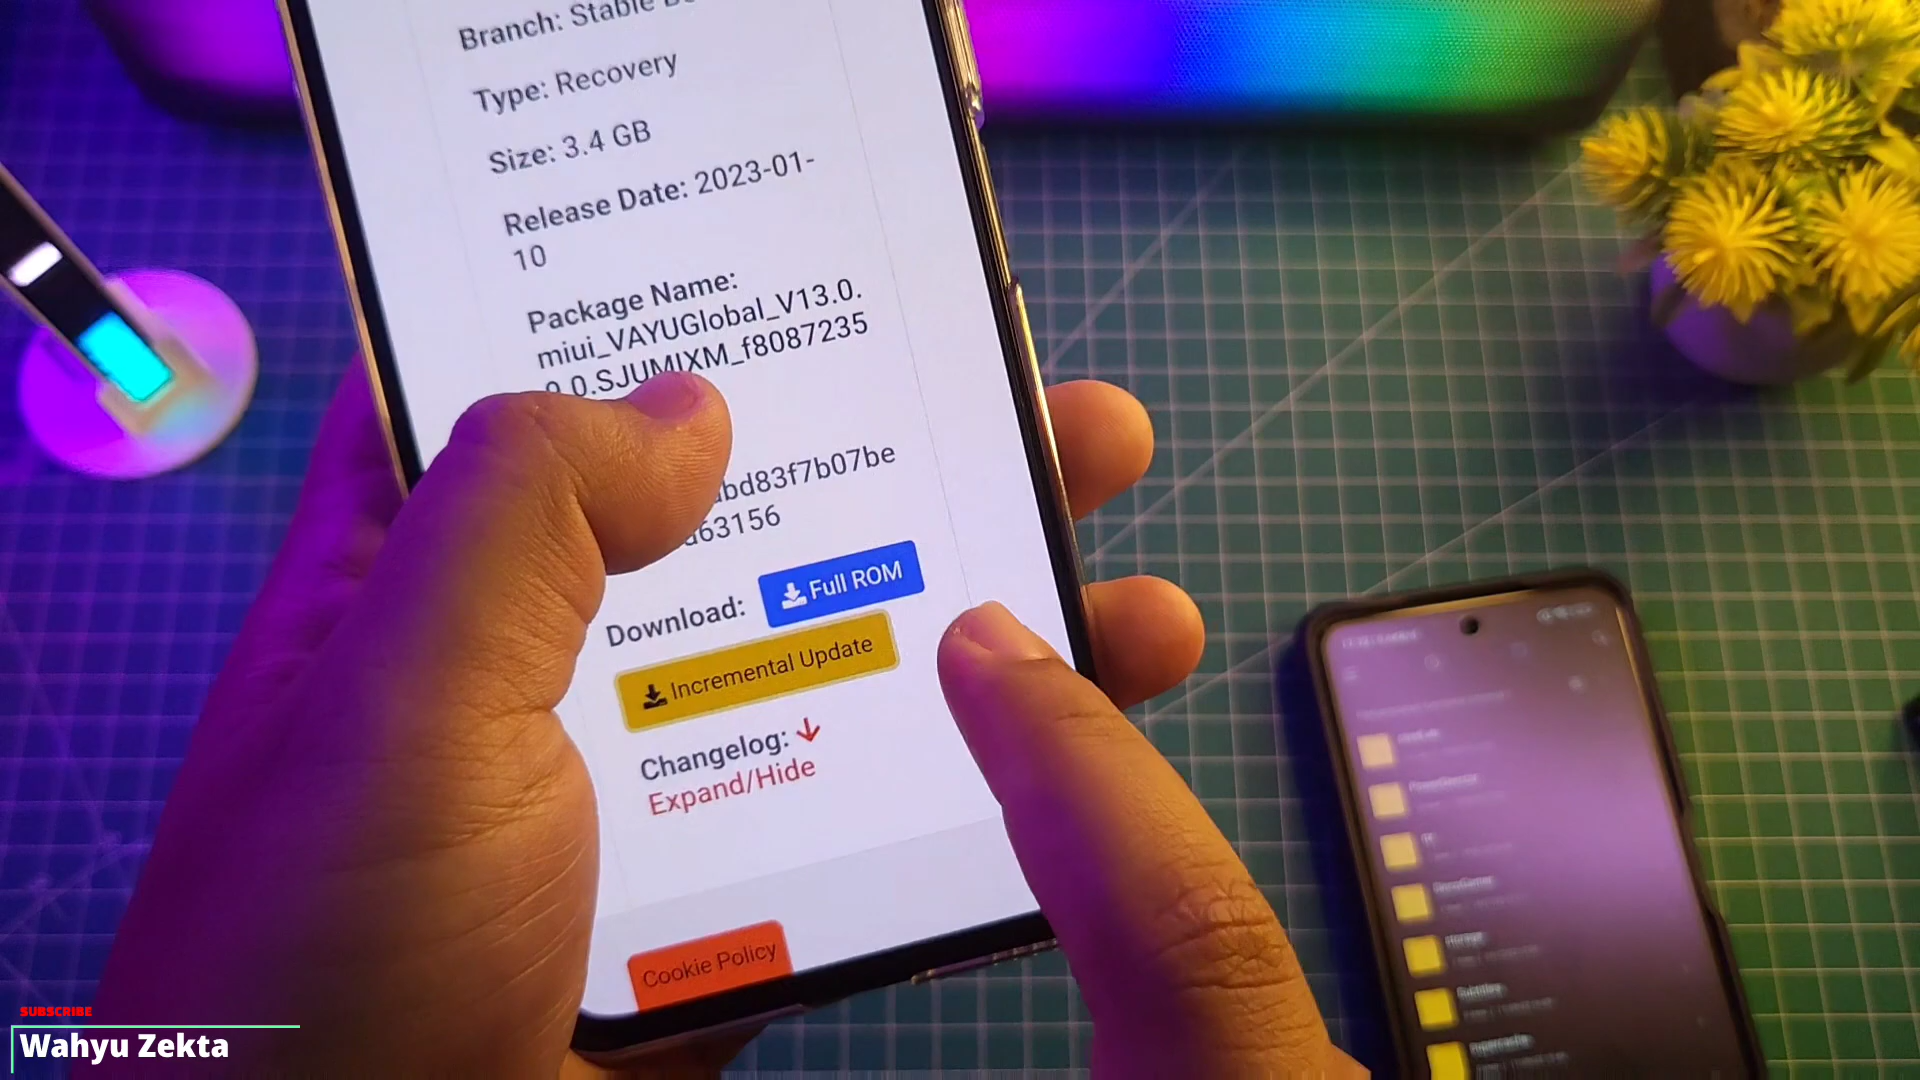 Branch: Stable
Type: Recovery
Size: 3.4 GB
Release Date: 2023-01-
10
Package Name:
miui_VAYUGlobal_V13.0.
0.SJUMIXM_f8087235
bd83f7b07be
63156
Download: Full ROM
Incremental Update
Changelog:
Expand/Hide
Cookie Policy
SUBSCRIBE
Wahyu Zekta